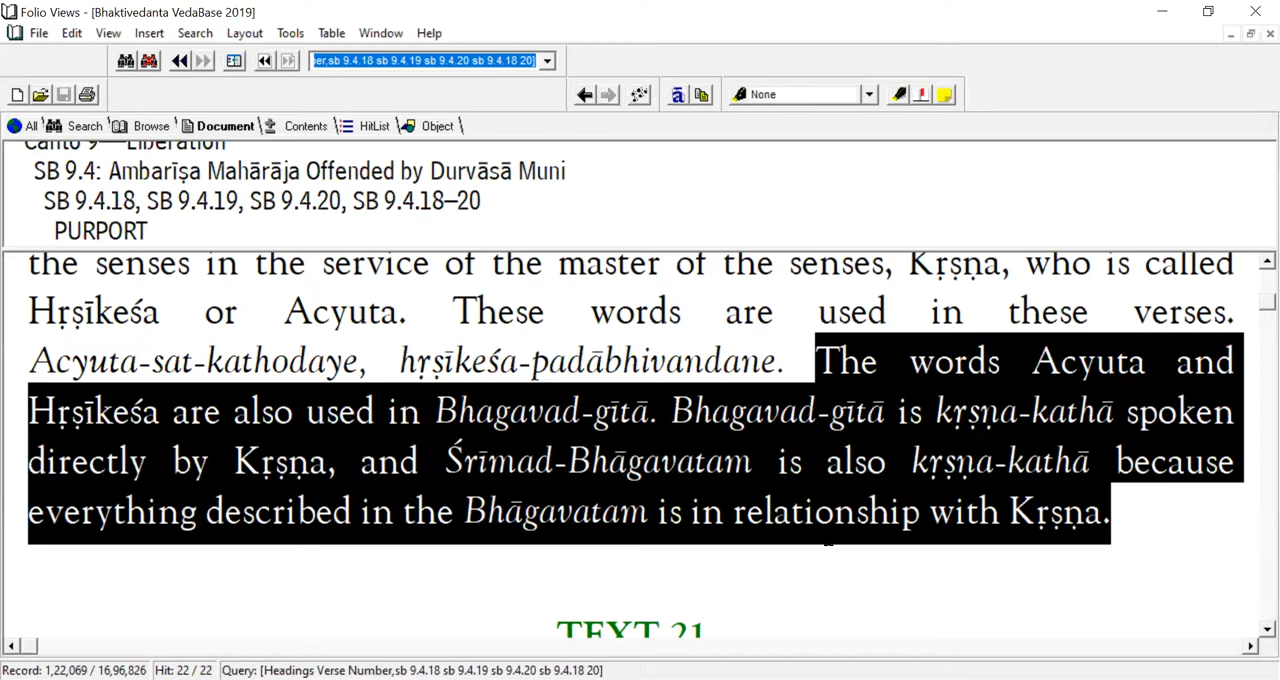 Folio Views - [Bhaktivedanta VedaBase 2019]
File Edit View Insert Search Layout Tools Table Window Help
er,sb 9.4.18 sb 9.4.19 sb 9.4.20 sb 9.4.18 20]
None
All Search Browse Document Contents HitList Object
Canto 9—Liberation
SB 9.4: Ambarīṣa Mahārāja Offended by Durvāsā Muni
SB 9.4.18, SB 9.4.19, SB 9.4.20, SB 9.4.18–20
PURPORT
the senses in the service of the master of the senses, Kṛṣṇa, who is called
Hṛṣīkeśa or Acyuta. These words are used in these verses.
Acyuta-sat-kathodaye, hṛṣīkeśa-padābhivandane. The words Acyuta and
Hṛṣīkeśa are also used in Bhagavad-gītā. Bhagavad-gītā is kṛṣṇa-kathā spoken
directly by Kṛṣṇa, and Śrīmad-Bhāgavatam is also kṛṣṇa-kathā because
everything described in the Bhāgavatam is in relationship with Kṛṣṇa.
TEXT 21
Record: 1,22,069 / 16,96,826 Hit: 22 / 22 Query: [Headings Verse Number,sb 9.4.18 sb 9.4.19 sb 9.4.20 sb 9.4.18 20]